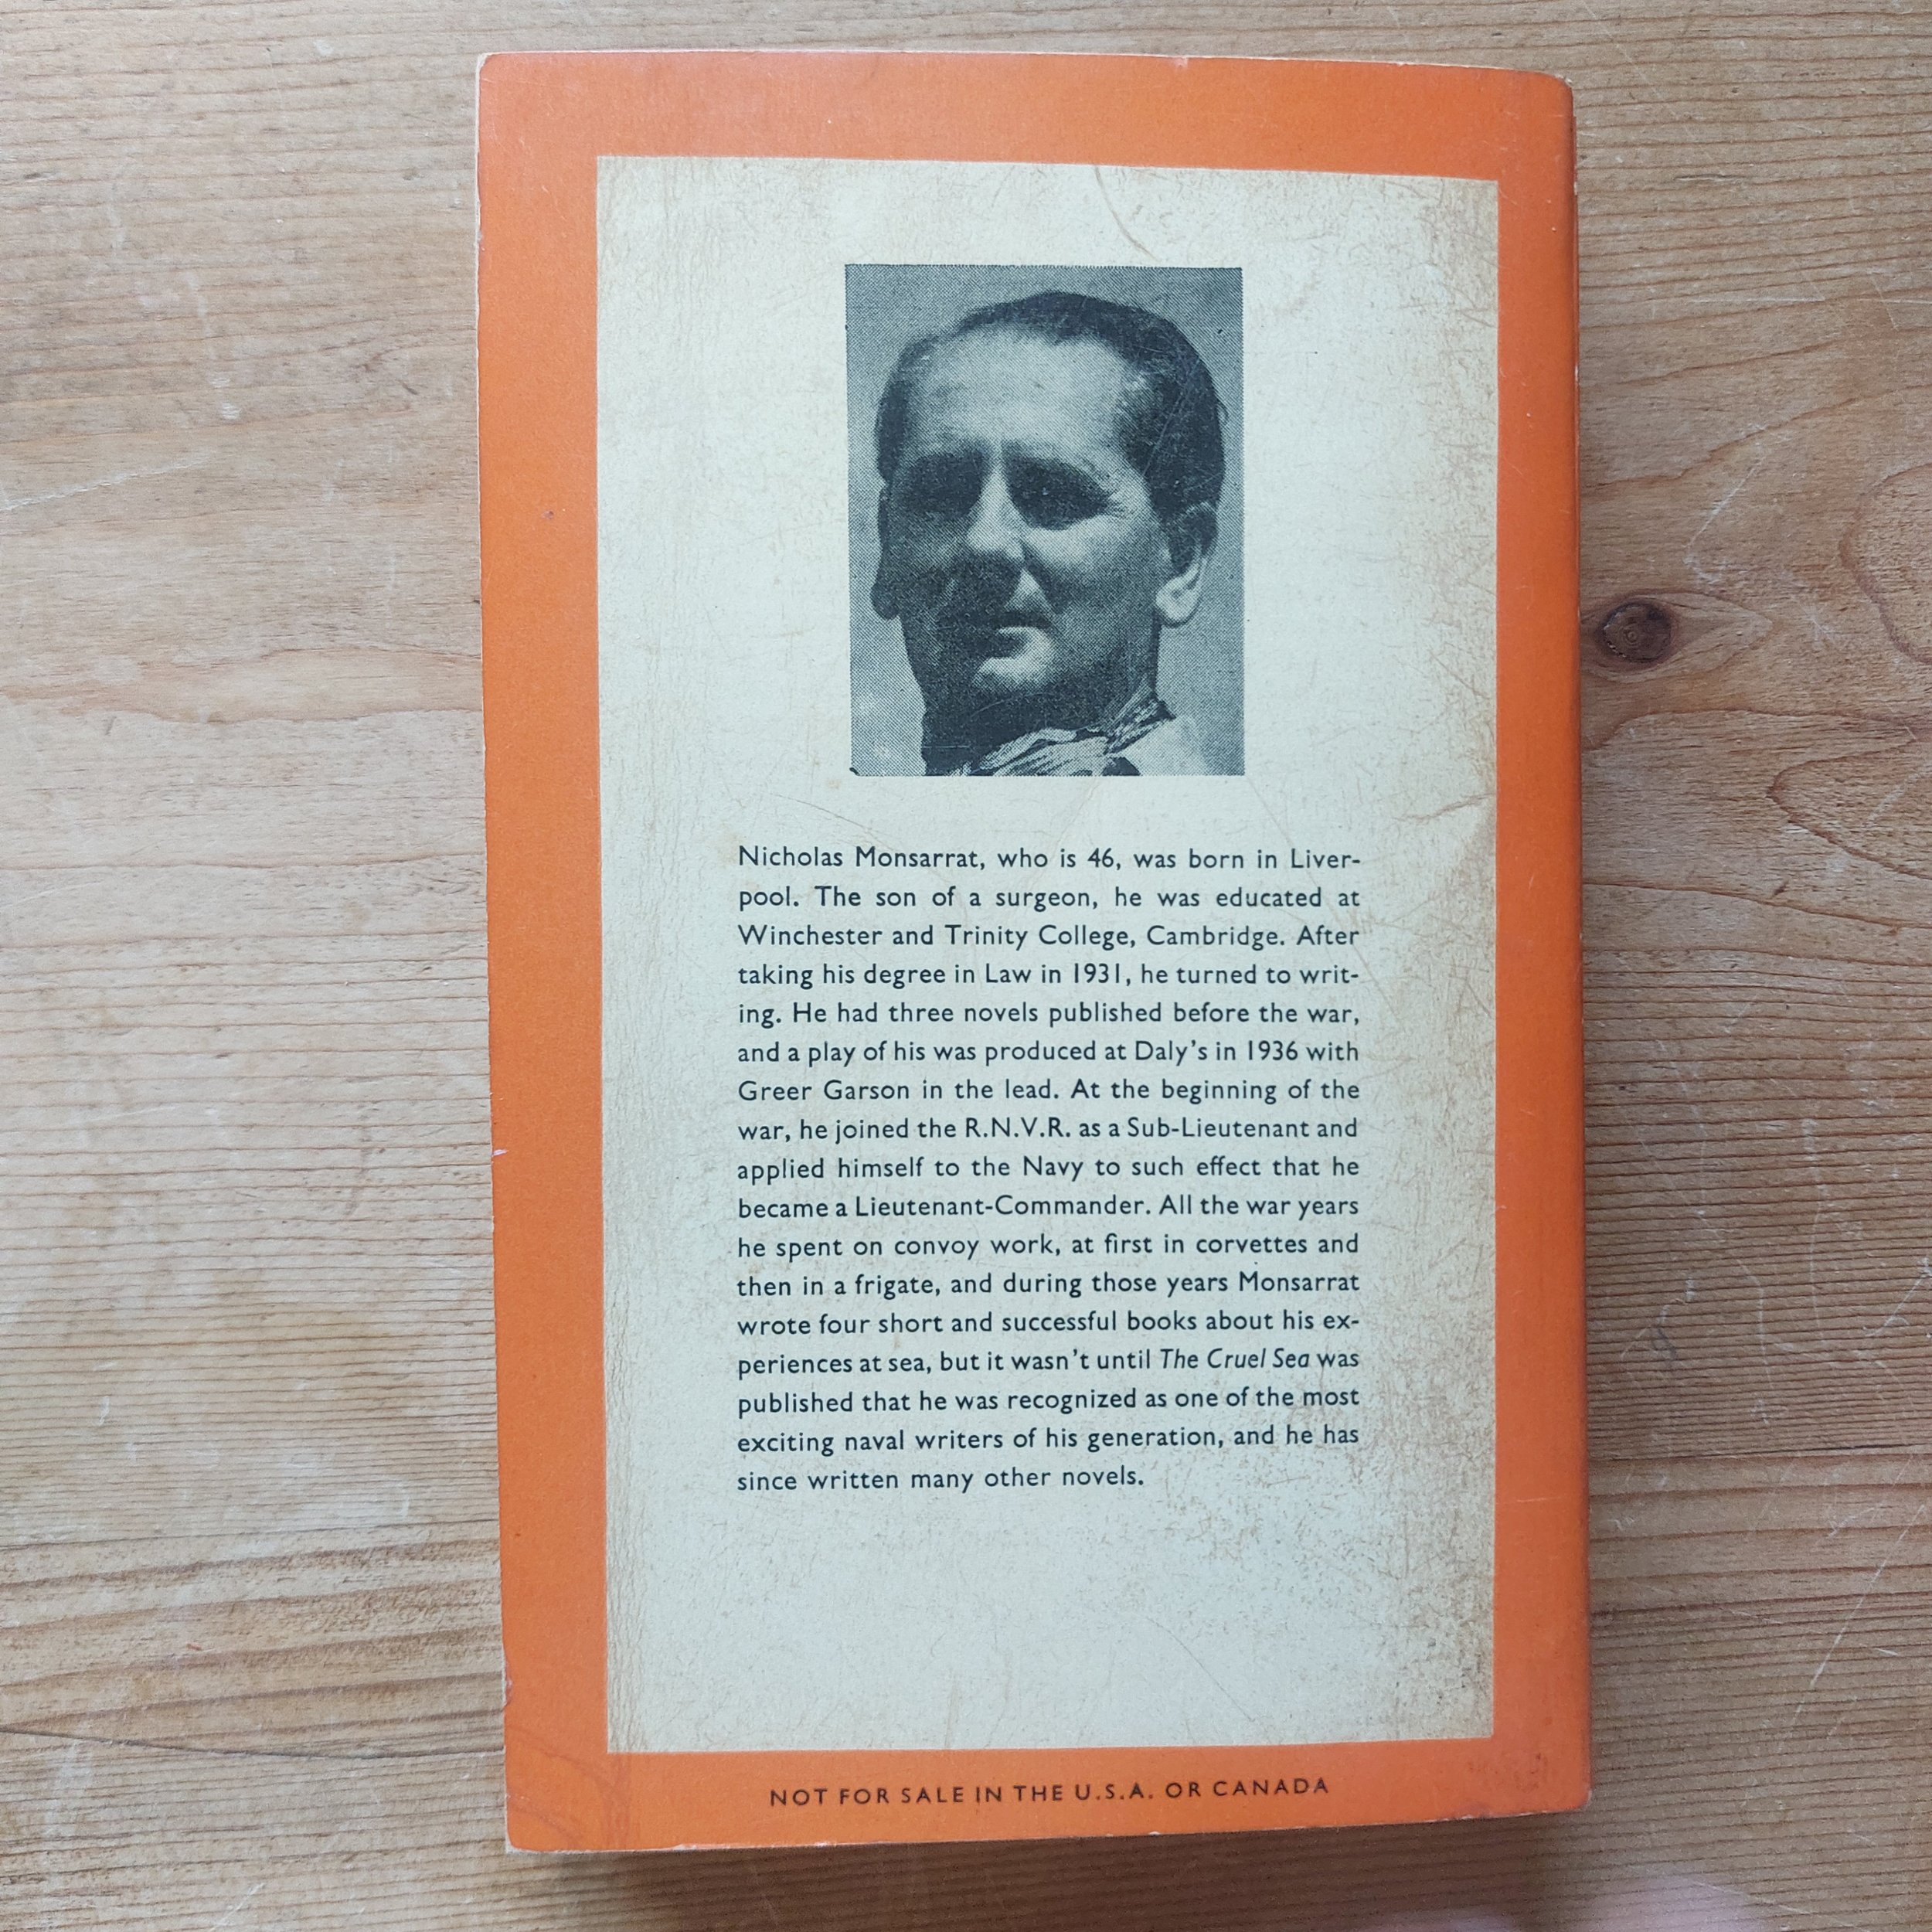 Nicholas Monsarrat, who is 46, was born in Liver-
pool. The son of a surgeon, he was educated at
Winchester and Trinity College, Cambridge. After
taking his degree in Law in 1931, he turned to writ-
ing. He had three novels published before the war,
and a play of his was produced at Daly's in 1936 with
Greer Garson in the lead. At the beginning of the
war, he joined the R.N.V.R. as a Sub-Lieutenant and
applied himself to the Navy to such effect that he
became a Lieutenant-Commander. All the war years
he spent on convoy work, at first in corvettes and
then in a frigate, and during those years Monsarrat
wrote four short and successful books about his ex-
periences at sea, but it wasn't until The Cruel Sea was
published that he was recognized as one of the most
exciting naval writers of his generation, and he has
since written many other novels.
NOT FOR SALE IN THE U.S.A. OR CANADA